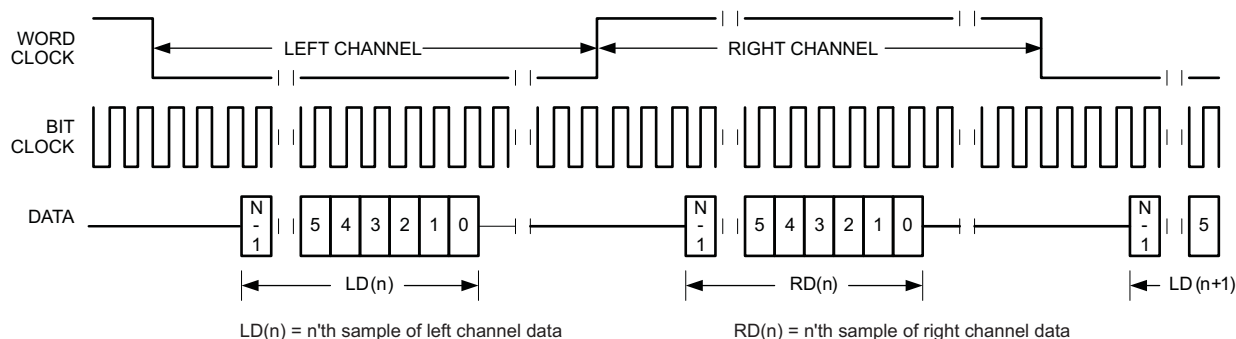 WORD
CLOCK
LEFT CHANNEL
RIGHT CHANNEL
BIT
CLOCK
DATA
N
-
1
5 4 3 2 1 0
N
-
1
5 4 3 2 1 0
N
-
1
5
LD(n)
RD(n)
LD (n+1)
LD(n) = n'th sample of left channel data
RD(n) = n'th sample of right channel data